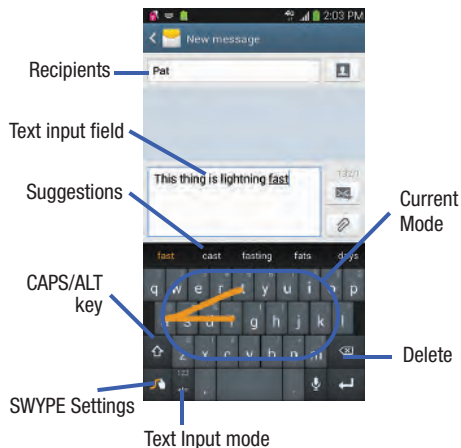 2:03 PM
New message
Recipients
Pat
Text input field
This thing is lightning fast
Suggestions
Current
Mode
fast cast fasting fats days
CAPS/ALT
key
q w e r t y u i o p
s d f g h j k l
z x c v b n m
Delete
SWYPE Settings
Text Input mode